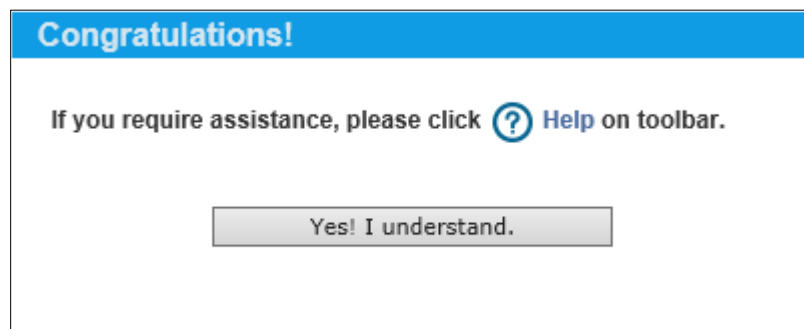 Congratulations!
If you require assistance, please click ? Help on toolbar.
Yes! I understand.